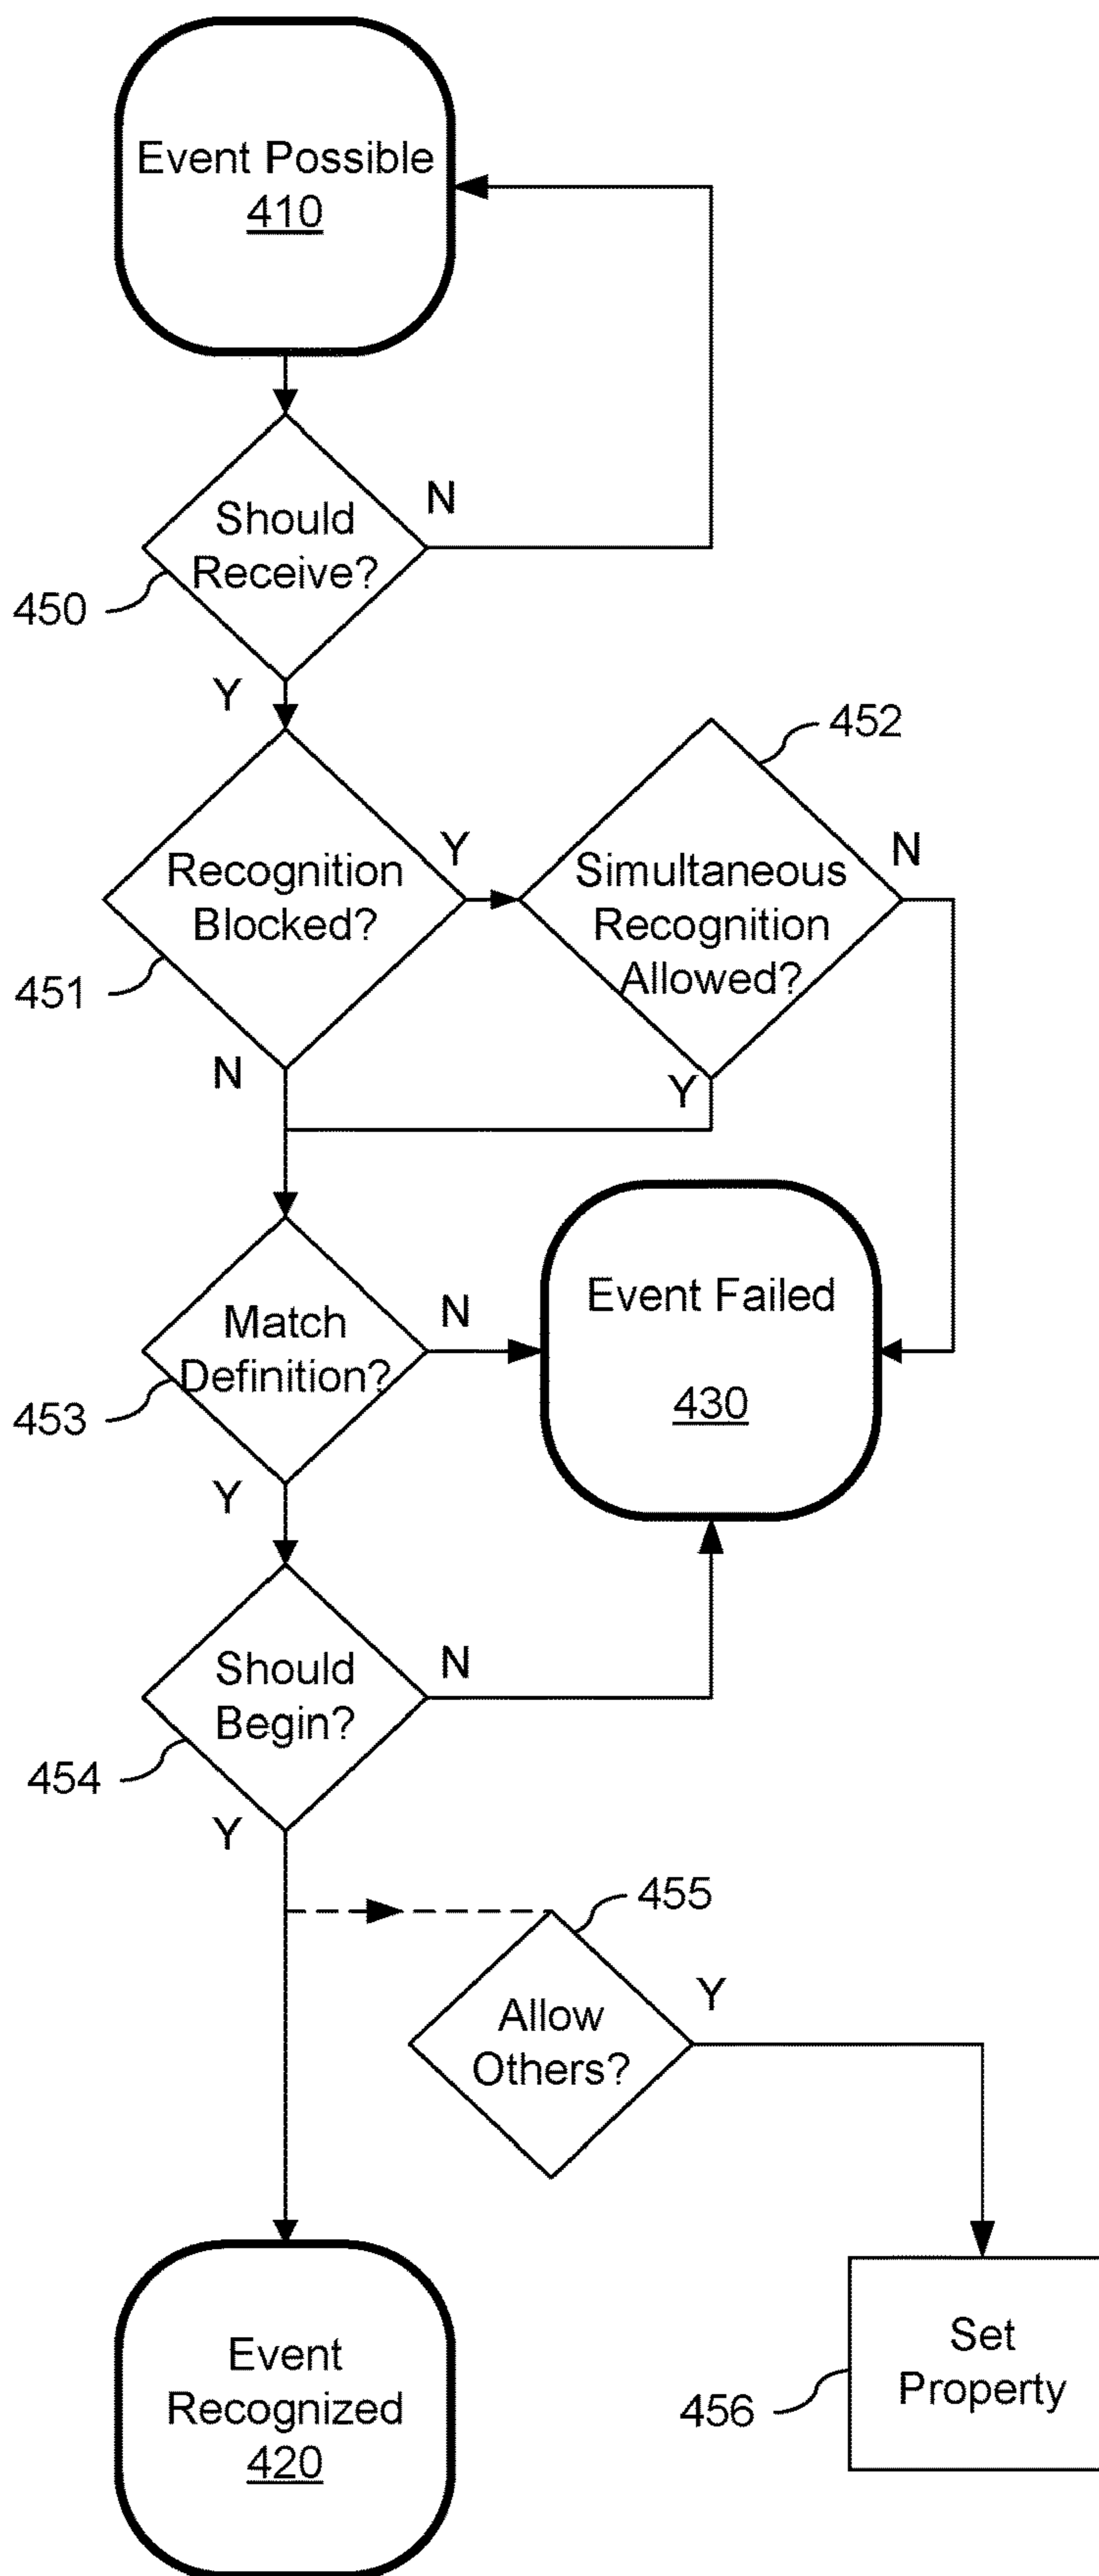 Event Possible
410
Should
Receive?
N
450
Y
452
Recognition
Blocked?
Y
Simultaneous
Recognition
Allowed?
N
451
N
Y
Event Failed
430
Match
Definition?
N
453
Y
Should
Begin?
N
454
Y
455
Allow
Others?
Y
Event
Recognized
420
Set
Property
456